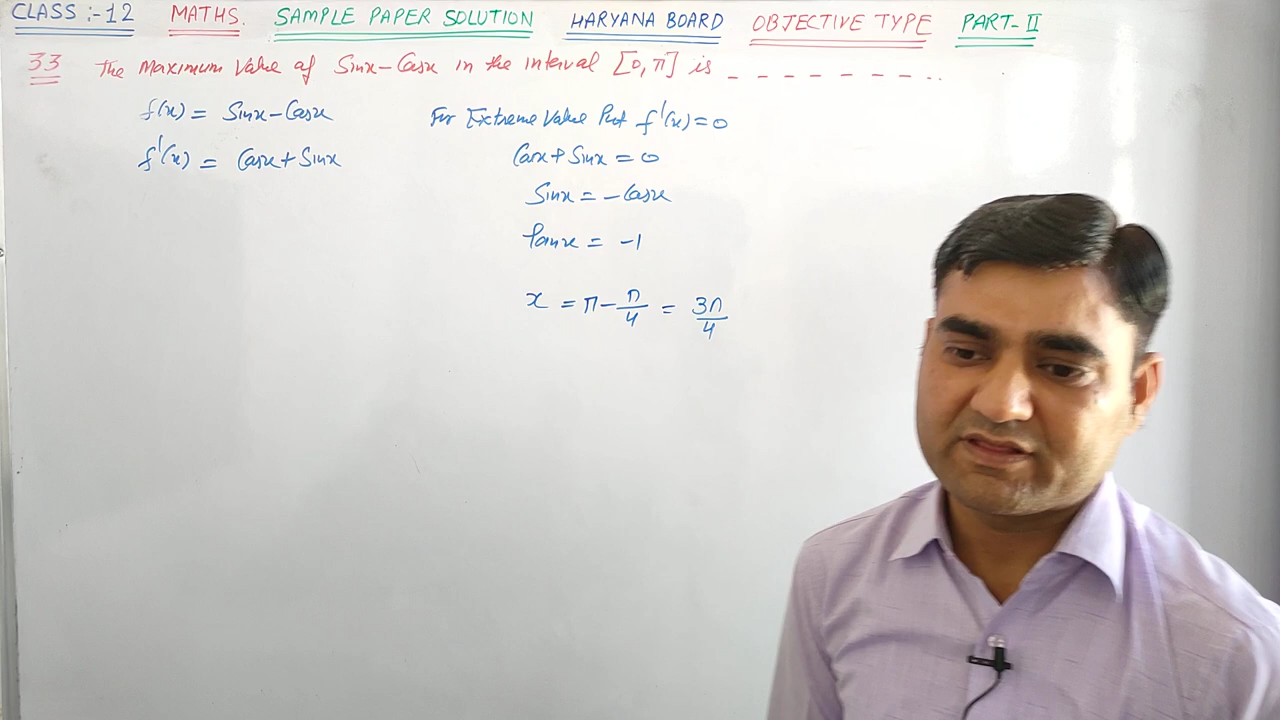 CLASS :-12 MATHS. SAMPLE PAPER SOLUTION HARYANA BOARD OBJECTIVE TYPE PART-II
33 The Maximum Value of Sinx-Cosx in the interval [0,π] is _ _ _ _ _ _ _ _ _ ..
f(x) = Sinx-Cosx
f'(x) = Cosx+Sinx
For Extreme Value Put f'(x)=0
Cosx+Sinx = 0
Sinx = -Cosx
tanx = -1
x = π-π/4 = 3π/4